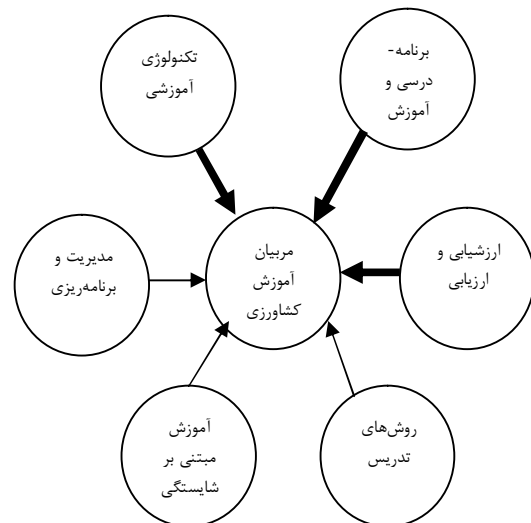 برنامه-
درسی و
آموزش
تکنولوژی
آموزشی
ارزشیابی و
ارزیابی
مربیان
آموزش
کشاورزی
مدیریت و
برنامه‌ریزی
روش‌های
تدریس
آموزش
مبتنی بر
شایستگی